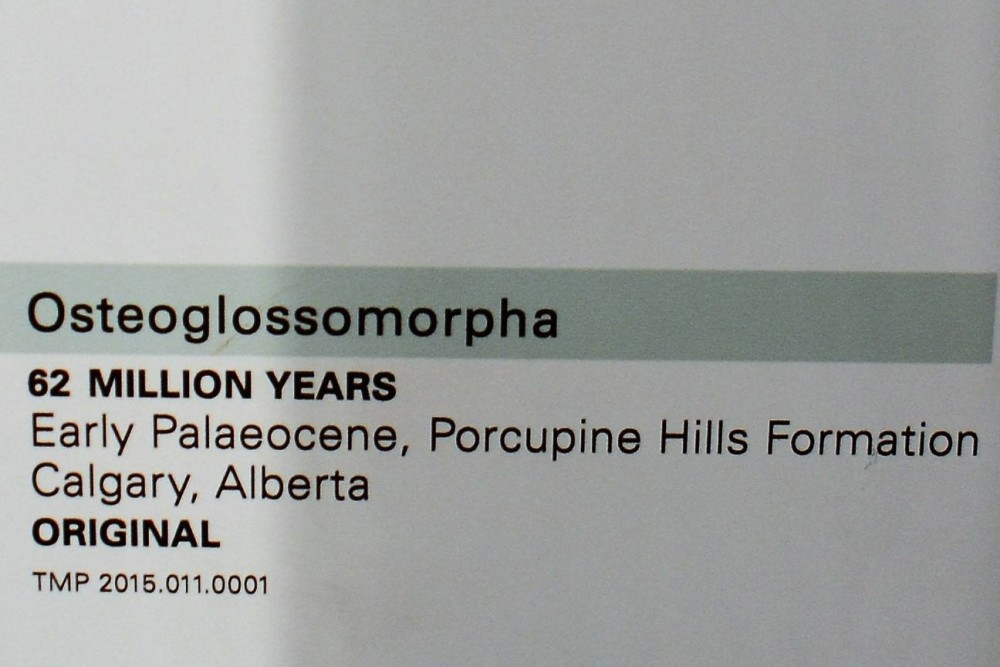 Osteoglossomorpha
62 MILLION YEARS
Early Palaeocene, Porcupine Hills Formation
Calgary, Alberta
ORIGINAL
TMP 2015.011.0001